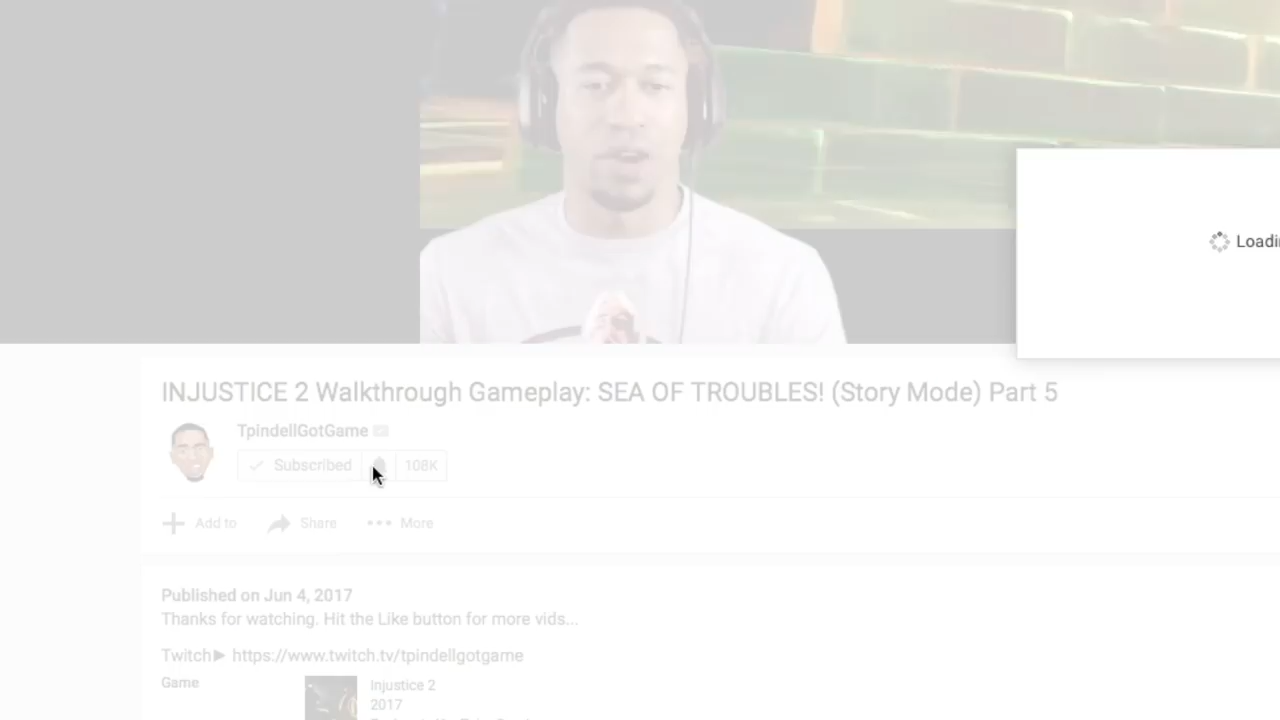 Loadi
INJUSTICE 2 Walkthrough Gameplay: SEA OF TROUBLES! (Story Mode) Part 5
TpindellGotGame
Subscribed 108K
Add to Share More
Published on Jun 4, 2017
Thanks for watching. Hit the Like button for more vids...
Twitch► https://www.twitch.tv/tpindellgotgame
Game Injustice 2
2017